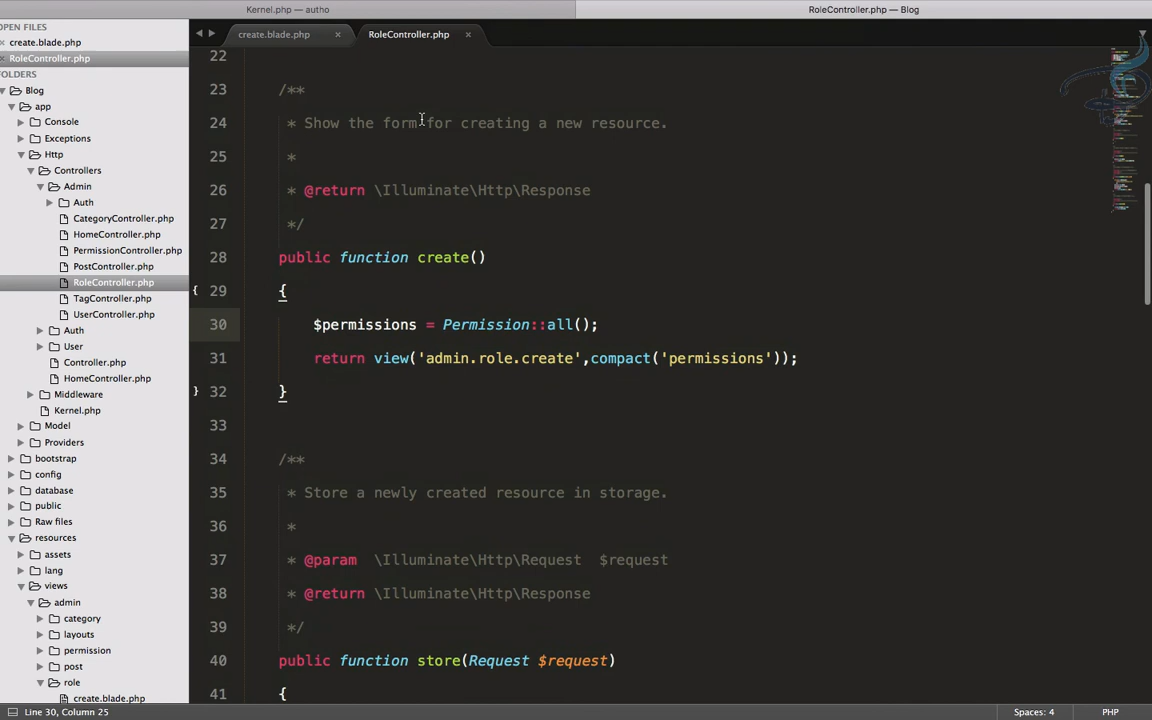 Kernel.php — autho
RoleController.php — Blog
OPEN FILES
create.blade.php
RoleController.php
FOLDERS
Blog
app
Console
Exceptions
Http
Controllers
Admin
Auth
CategoryController.php
HomeController.php
PermissionController.php
PostController.php
RoleController.php
TagController.php
UserController.php
Auth
User
Controller.php
HomeController.php
Middleware
Kernel.php
Model
Providers
bootstrap
config
database
public
Raw files
resources
assets
lang
views
admin
category
layouts
permission
post
role
create.blade.php
create.blade.php
RoleController.php
22
23 /**
24 * Show the form for creating a new resource.
25 *
26 * @return \Illuminate\Http\Response
27 */
28 public function create()
29 {
30 $permissions = Permission::all();
31 return view('admin.role.create',compact('permissions'));
32 }
33
34 /**
35 * Store a newly created resource in storage.
36 *
37 * @param  \Illuminate\Http\Request  $request
38 * @return \Illuminate\Http\Response
39 */
40 public function store(Request $request)
41 {
Line 30, Column 25
Spaces: 4
PHP